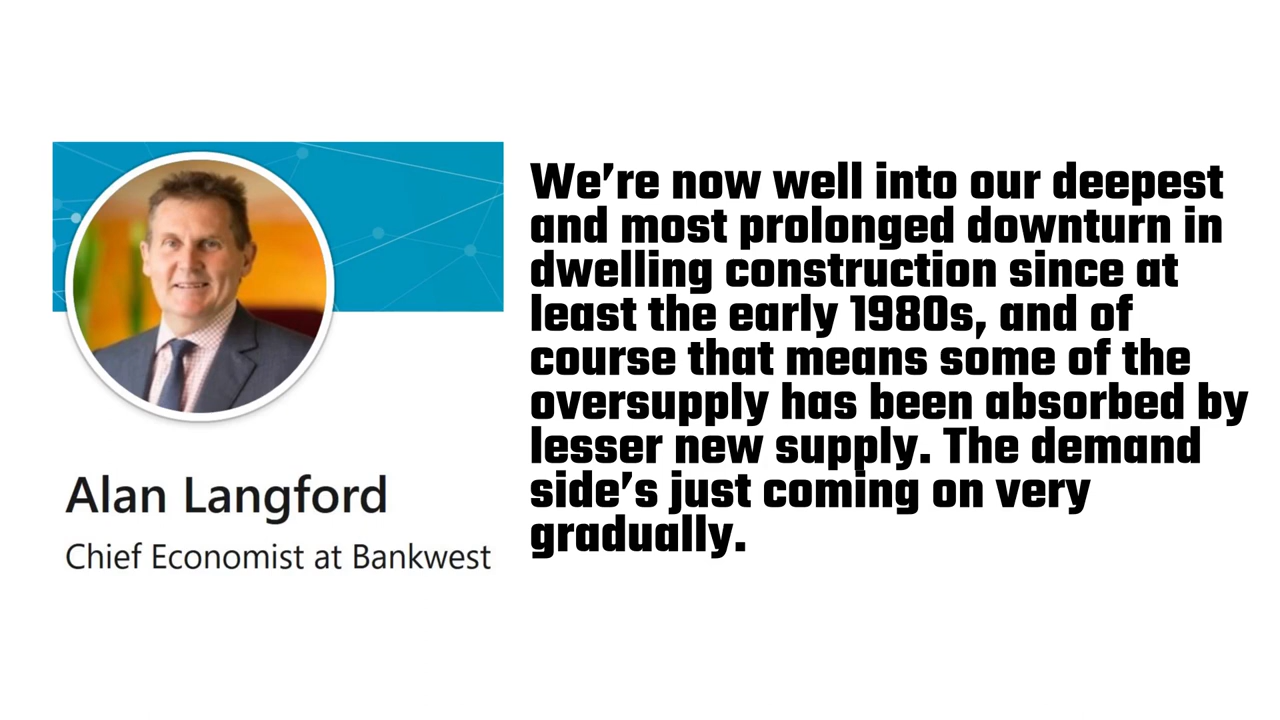 We're now well into our deepest
and most prolonged downturn in
dwelling construction since at
least the early 1980s, and of
course that means some of the
oversupply has been absorbed by
lesser new supply. The demand
side's just coming on very
gradually.
Alan Langford
Chief Economist at Bankwest